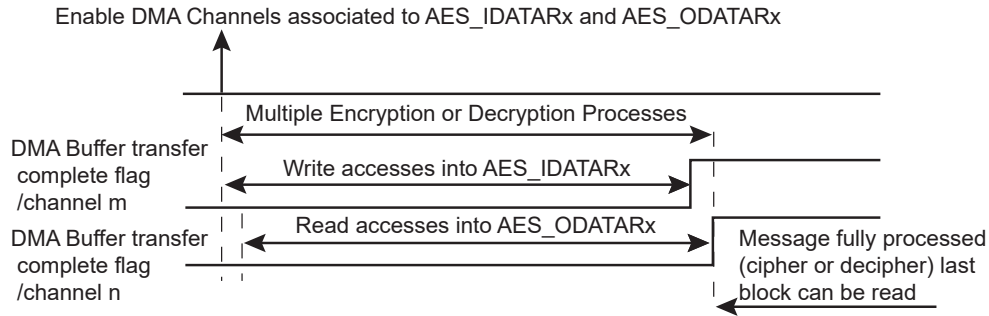 Enable DMA Channels associated to AES_IDATARx and AES_ODATARx
Multiple Encryption or Decryption Processes
DMA Buffer transfer
complete flag
/channel m
Write accesses into AES_IDATARx
DMA Buffer transfer
complete flag
/channel n
Read accesses into AES_ODATARx
Message fully processed
(cipher or decipher) last
block can be read